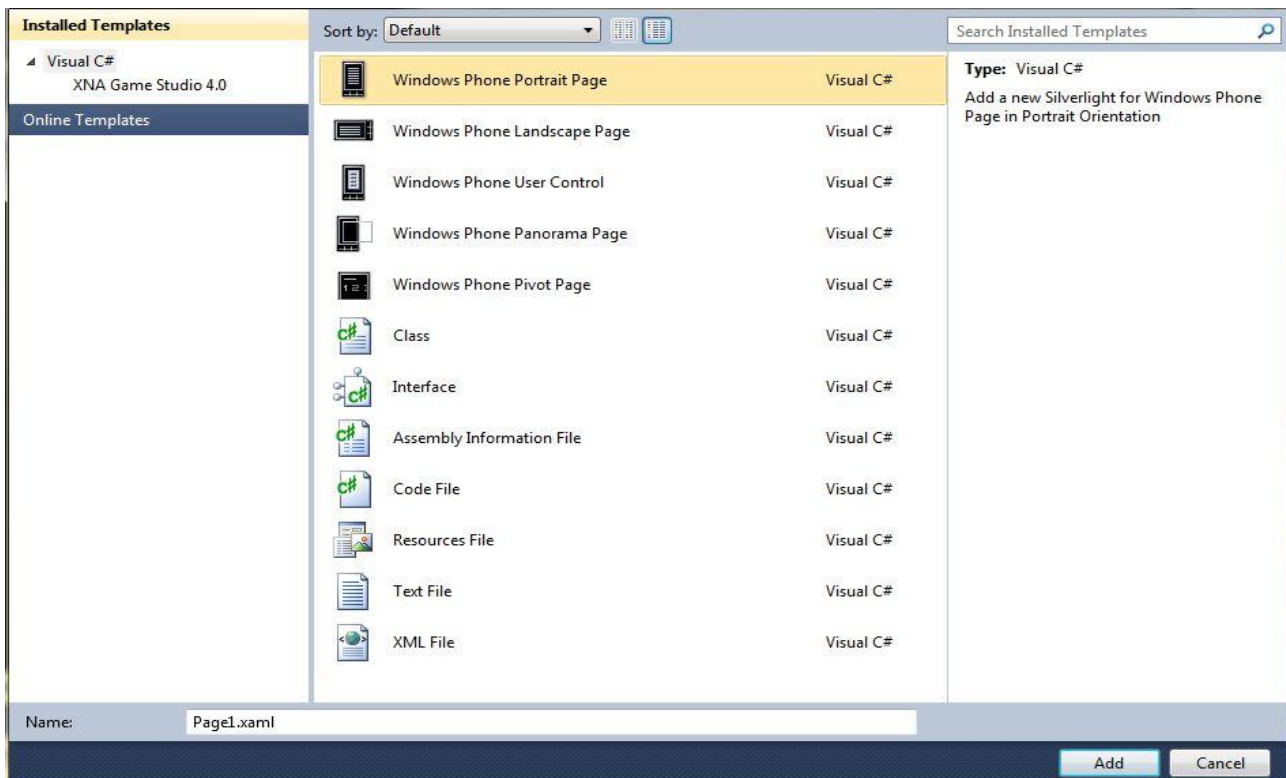 Installed Templates
Sort by: Default
Search Installed Templates
Visual C#
XNA Game Studio 4.0
Online Templates
Windows Phone Portrait Page Visual C#
Windows Phone Landscape Page Visual C#
Windows Phone User Control Visual C#
Windows Phone Panorama Page Visual C#
Windows Phone Pivot Page Visual C#
Class Visual C#
Interface Visual C#
Assembly Information File Visual C#
Code File Visual C#
Resources File Visual C#
Text File Visual C#
XML File Visual C#
Type: Visual C#
Add a new Silverlight for Windows Phone
Page in Portrait Orientation
Name: Page1.xaml
Add Cancel